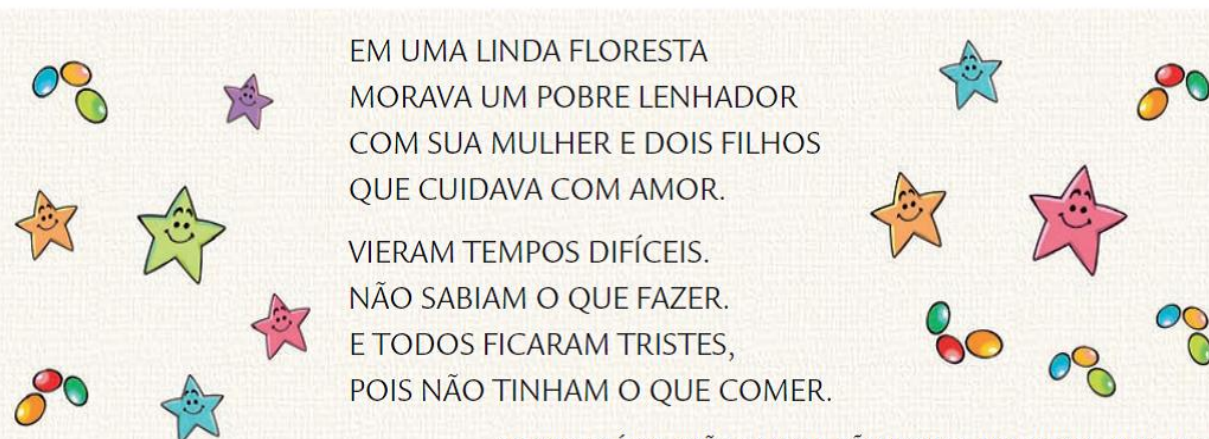 EM UMA LINDA FLORESTA
MORAVA UM POBRE LENHADOR
COM SUA MULHER E DOIS FILHOS
QUE CUIDAVA COM AMOR.
VIERAM TEMPOS DIFÍCEIS.
NÃO SABIAM O QUE FAZER.
E TODOS FICARAM TRISTES,
POIS NÃO TINHAM O QUE COMER.